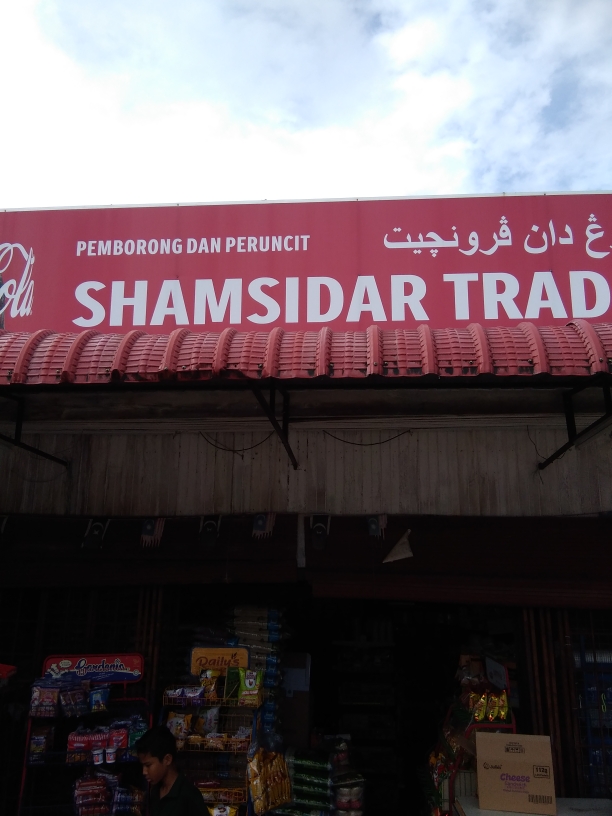 PEMBORONG DAN PERUNCIT
دان ڤرونچيت
SHAMSIDAR TRAD
Gardenia
Daily's
Cheese